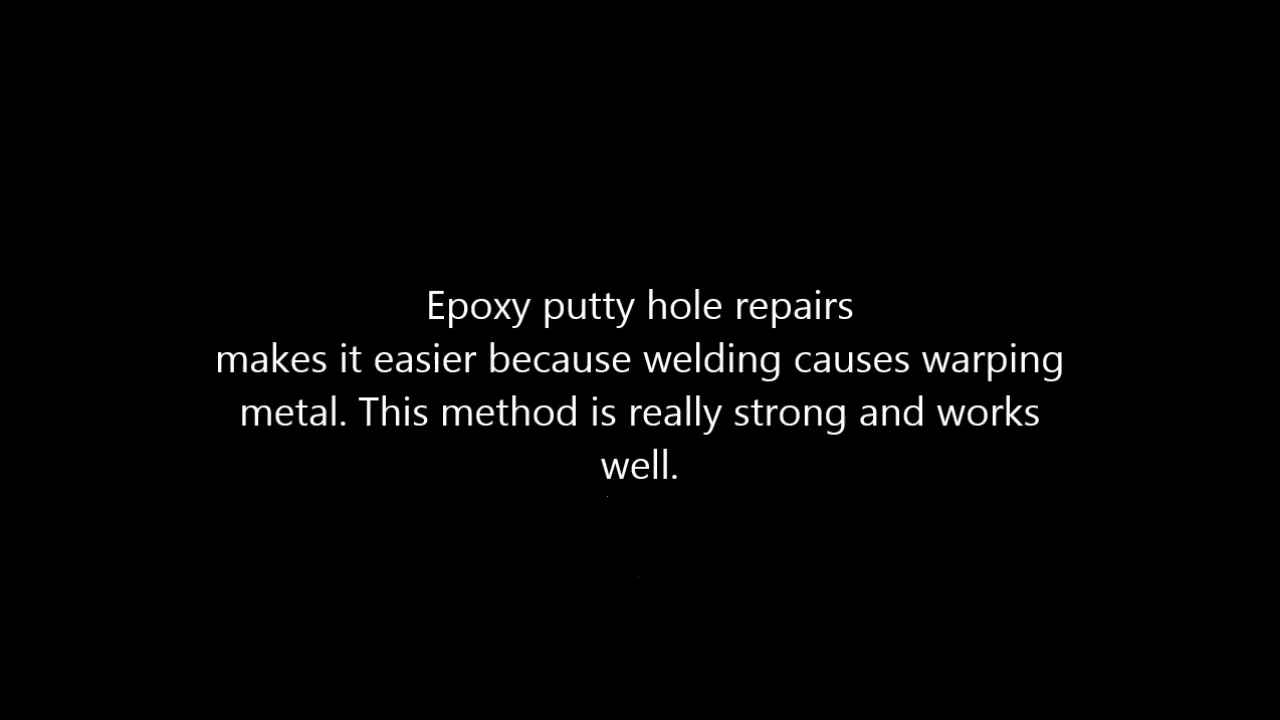 Epoxy putty hole repairs
makes it easier because welding causes warping
metal. This method is really strong and works
well.